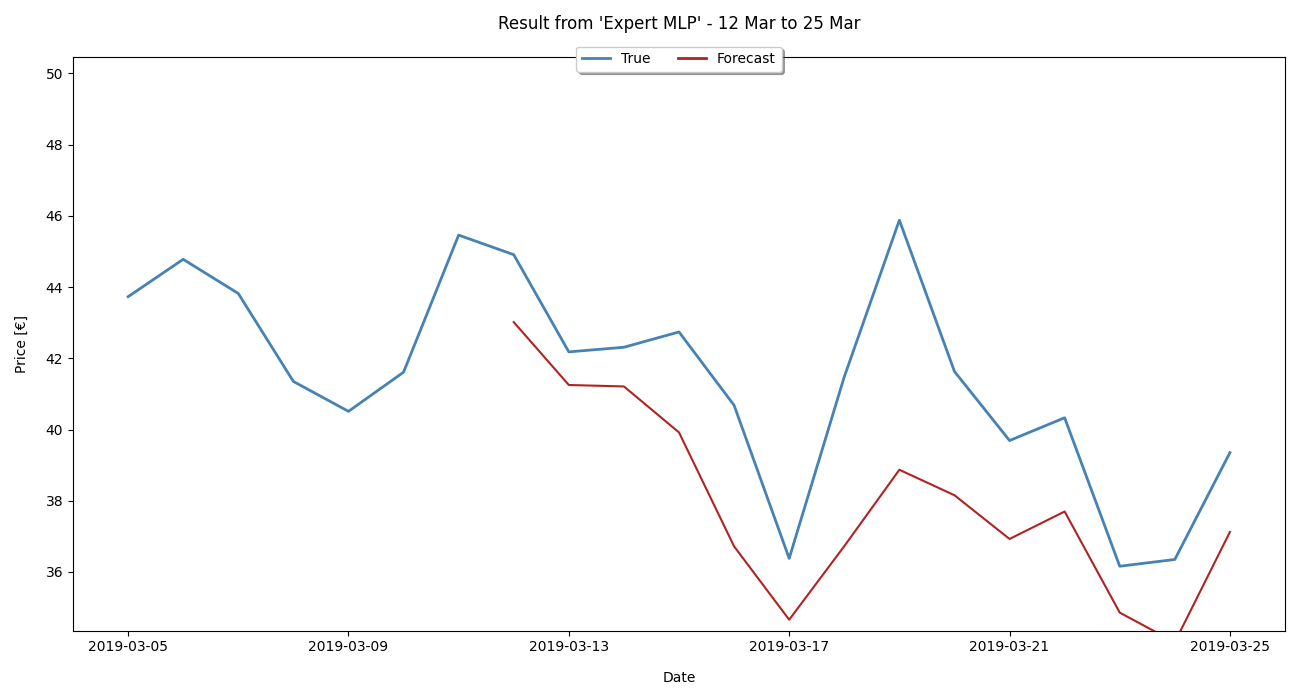 Result from 'Expert MLP' - 12 Mar to 25 Mar
True Forecast
50
48
46
44
42
40
38
36
Price [€]
2019-03-05 2019-03-09 2019-03-13 2019-03-17 2019-03-21 2019-03-25
Date